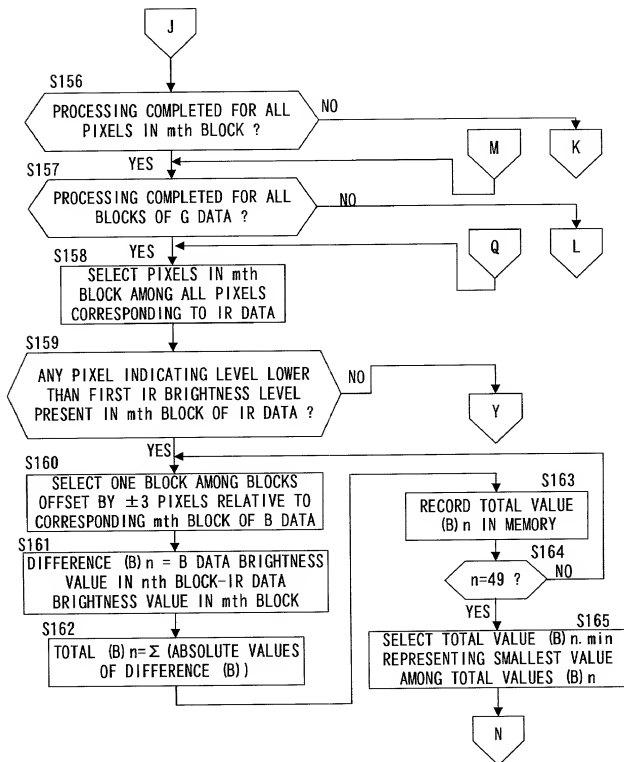 J
S156
PROCESSING COMPLETED FOR ALL
PIXELS IN mth BLOCK ?
NO
K
YES
M
S157
PROCESSING COMPLETED FOR ALL
BLOCKS OF G DATA ?
NO
L
YES
Q
S158
SELECT PIXELS IN mth
BLOCK AMONG ALL PIXELS
CORRESPONDING TO IR DATA
S159
ANY PIXEL INDICATING LEVEL LOWER
THAN FIRST IR BRIGHTNESS LEVEL
PRESENT IN mth BLOCK OF IR DATA ?
NO
Y
YES
S160
SELECT ONE BLOCK AMONG BLOCKS
OFFSET BY ±3 PIXELS RELATIVE TO
CORRESPONDING mth BLOCK OF B DATA
S161
DIFFERENCE (B)n = B DATA BRIGHTNESS
VALUE IN nth BLOCK-IR DATA
BRIGHTNESS VALUE IN mth BLOCK
S162
TOTAL (B)n=Σ(ABSOLUTE VALUES
OF DIFFERENCE (B))
S163
RECORD TOTAL VALUE
(B)n IN MEMORY
S164
n=49 ?
NO
YES
S165
SELECT TOTAL VALUE (B)n.min
REPRESENTING SMALLEST VALUE
AMONG TOTAL VALUES (B)n
N